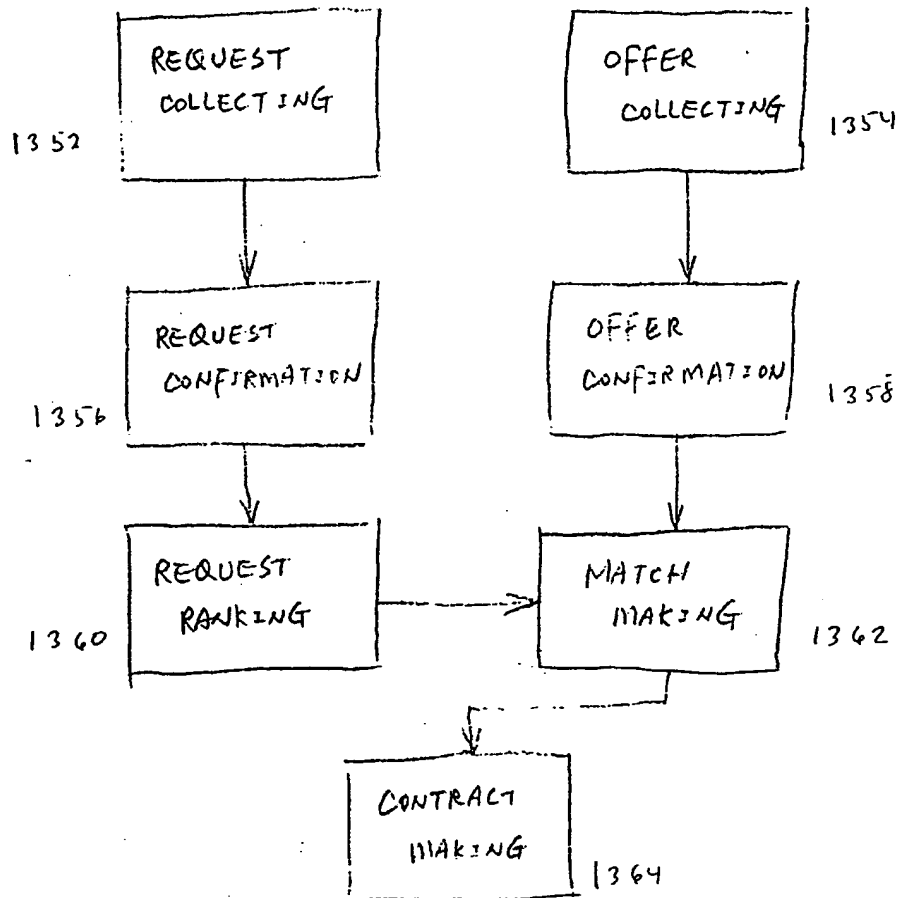 REQUEST
COLLECTING
1352
OFFER
COLLECTING
1354
REQUEST
CONFIRMATION
1356
OFFER
CONFIRMATION
1358
REQUEST
RANKING
1360
MATCH
MAKING
1362
CONTRACT
MAKING
1364